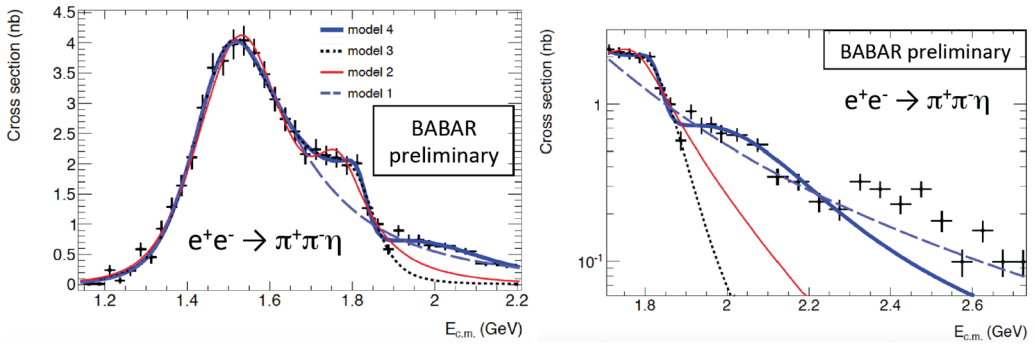 Cross section (nb)
4.5
4
3.5
3
2.5
2
1.5
1
0.5
0
model 4
model 3
model 2
model 1
BABAR
preliminary
e⁺e⁻ → π⁺π⁻η
1.2
1.4
1.6
1.8
2
2.2
E_c.m. (GeV)
Cross section (nb)
BABAR preliminary
e⁺e⁻ → π⁺π⁻η
1
10⁻¹
1.8
2
2.2
2.4
2.6
E_c.m. (GeV)